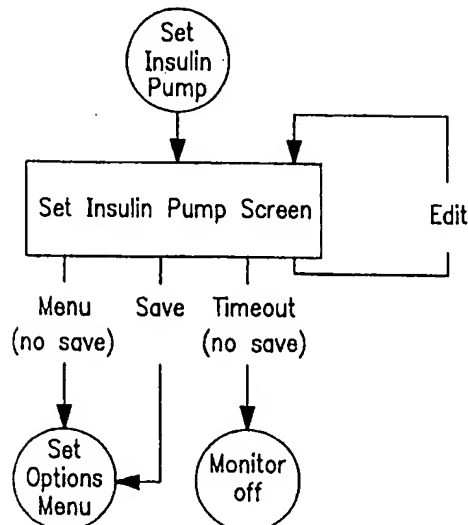 Set
Insulin
Pump
Set Insulin Pump Screen
Edit
Menu
(no save)
Save
Timeout
(no save)
Set
Options
Menu
Monitor
off